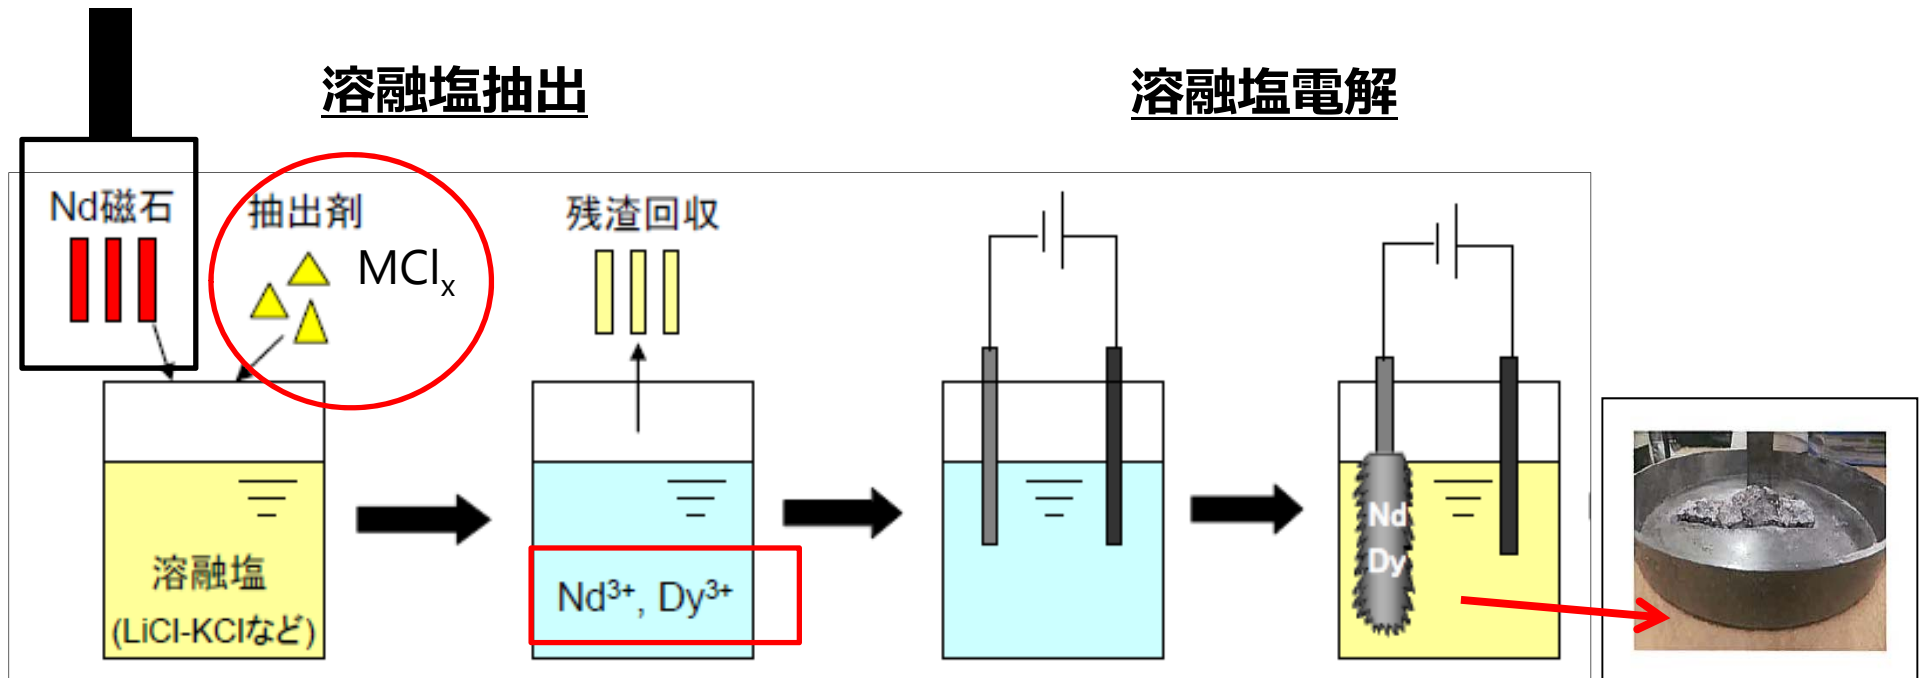 溶融塩抽出
溶融塩電解
Nd磁石
抽出剤
MClₓ
残渣回収
溶融塩
(LiCl-KClなど)
Nd³⁺, Dy³⁺
Nd
Dy